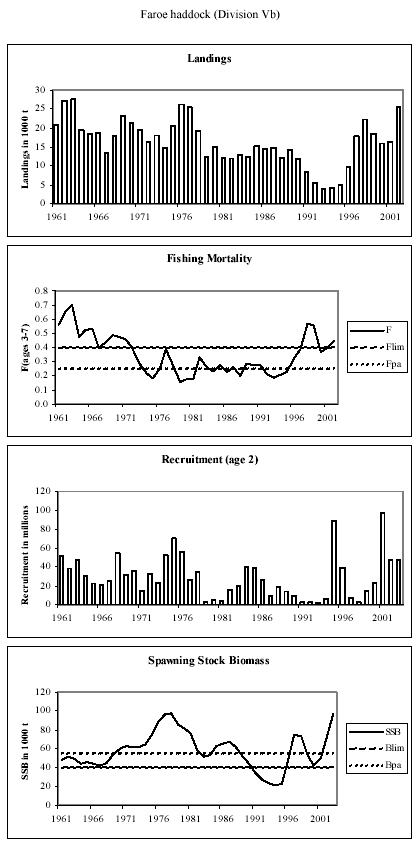 Faroe haddock (Division Vb)
Landings
Landings in 1000 t
30
25
20
15
10
5
0
1961 1966 1971 1976 1981 1986 1991 1996 2001
Fishing Mortality
F(ages 3-7)
0.8
0.7
0.6
0.5
0.4
0.3
0.2
0.1
0.0
1961 1966 1971 1976 1981 1986 1991 1996 2001
F
Flim
Fpa
Recruitment (age 2)
Recruitment in millions
120
100
80
60
40
20
0
1961 1966 1971 1976 1981 1986 1991 1996 2001
Spawning Stock Biomass
SSB in 1000 t
120
100
80
60
40
20
0
1961 1966 1971 1976 1981 1986 1991 1996 2001
SSB
Blim
Bpa